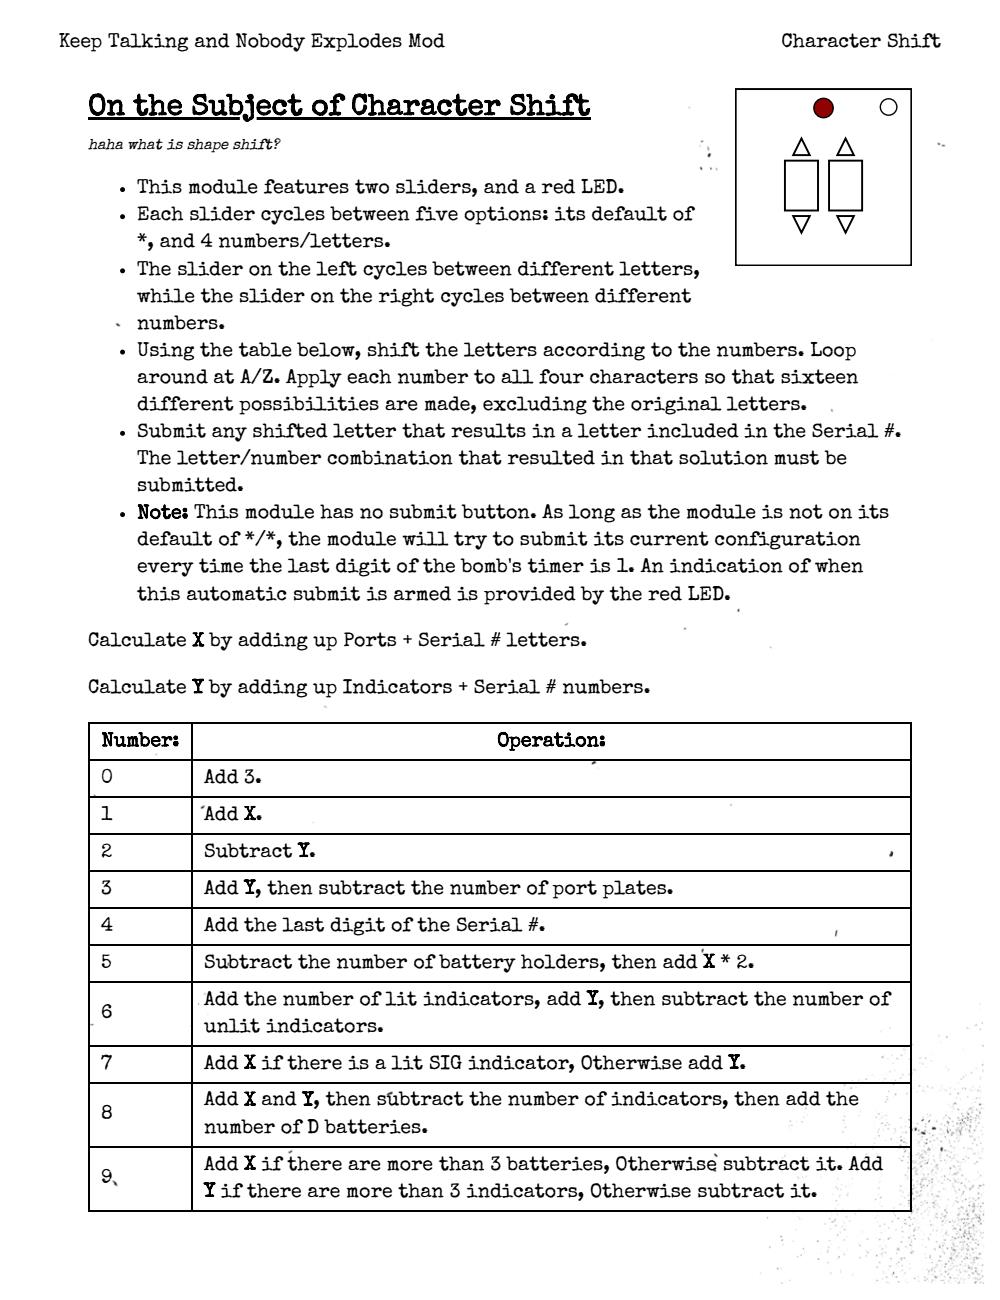 Keep Talking and Nobody Explodes Mod
Character Shift
On the Subject of Character Shift
haha what is shape shift?
• This module features two sliders, and a red LED.
• Each slider cycles between five options: its default of
*, and 4 numbers/letters.
• The slider on the left cycles between different letters,
while the slider on the right cycles between different
numbers.
• Using the table below, shift the letters according to the numbers. Loop
around at A/Z. Apply each number to all four characters so that sixteen
different possibilities are made, excluding the original letters.
• Submit any shifted letter that results in a letter included in the Serial #.
The letter/number combination that resulted in that solution must be
submitted.
• Note: This module has no submit button. As long as the module is not on its
default of */*, the module will try to submit its current configuration
every time the last digit of the bomb's timer is 1. An indication of when
this automatic submit is armed is provided by the red LED.
Calculate X by adding up Ports + Serial # letters.
Calculate Y by adding up Indicators + Serial # numbers.
Number: Operation:
0 Add 3.
1 Add X.
2 Subtract Y.
3 Add Y, then subtract the number of port plates.
4 Add the last digit of the Serial #.
5 Subtract the number of battery holders, then add X * 2.
6 Add the number of lit indicators, add Y, then subtract the number of
unlit indicators.
7 Add X if there is a lit SIG indicator, Otherwise add Y.
8 Add X and Y, then subtract the number of indicators, then add the
number of D batteries.
9 Add X if there are more than 3 batteries, Otherwise subtract it. Add
Y if there are more than 3 indicators, Otherwise subtract it.